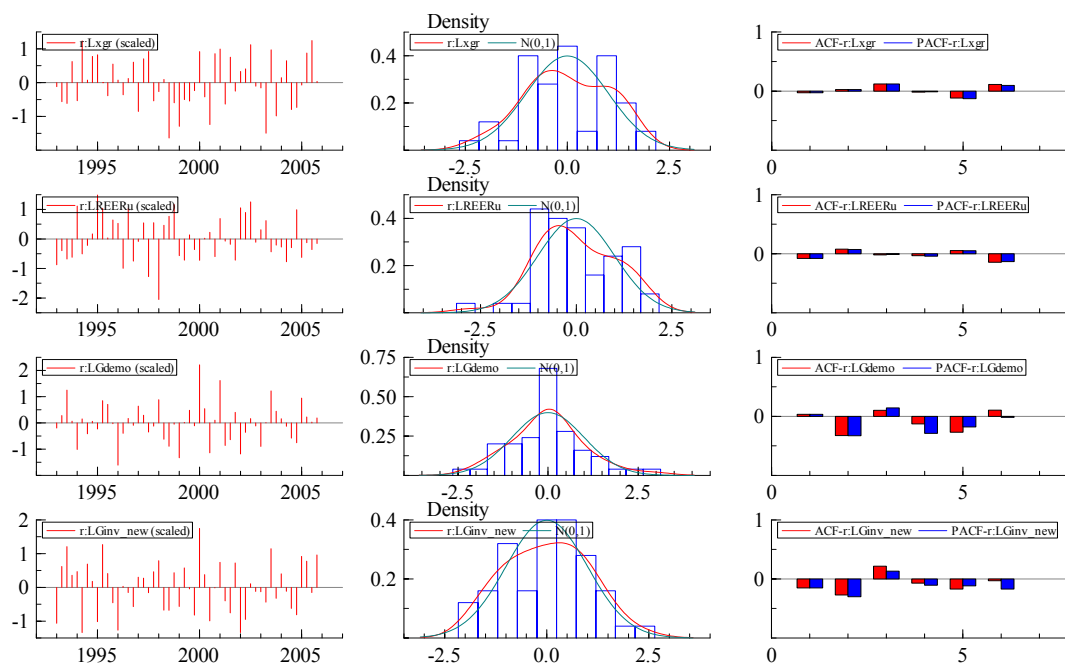 Density
r:Lxgr (scaled)
r:Lxgr N(0,1)
ACF-r:Lxgr PACF-r:Lxgr
1
0
-1
0.4
0.2
1
0
1995 2000 2005
-2.5 0.0 2.5
0 5
Density
r:LREERu (scaled)
r:LREERu N(0,1)
ACF-r:LREERu PACF-r:LREERu
1
0
-1
-2
0.4
0.2
1
0
1995 2000 2005
-2.5 0.0 2.5
0 5
Density
r:LGdemo (scaled)
r:LGdemo N(0,1)
ACF-r:LGdemo PACF-r:LGdemo
2
1
0
-1
0.75
0.50
0.25
1
0
1995 2000 2005
-2.5 0.0 2.5
0 5
Density
r:LGinv_new (scaled)
r:LGinv_new N(0,1)
ACF-r:LGinv_new PACF-r:LGinv_new
2
1
0
-1
0.4
0.2
1
0
1995 2000 2005
-2.5 0.0 2.5
0 5